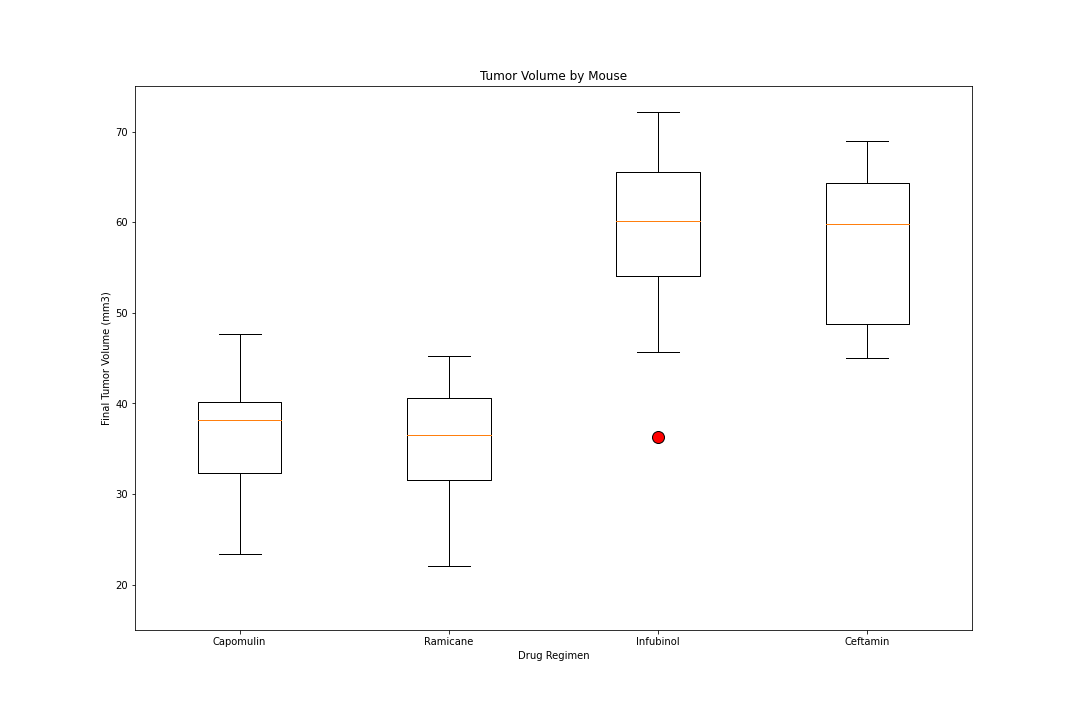 Tumor Volume by Mouse
Final Tumor Volume (mm3)
70
60
50
40
30
20
Capomulin Ramicane Infubinol Ceftamin
Drug Regimen